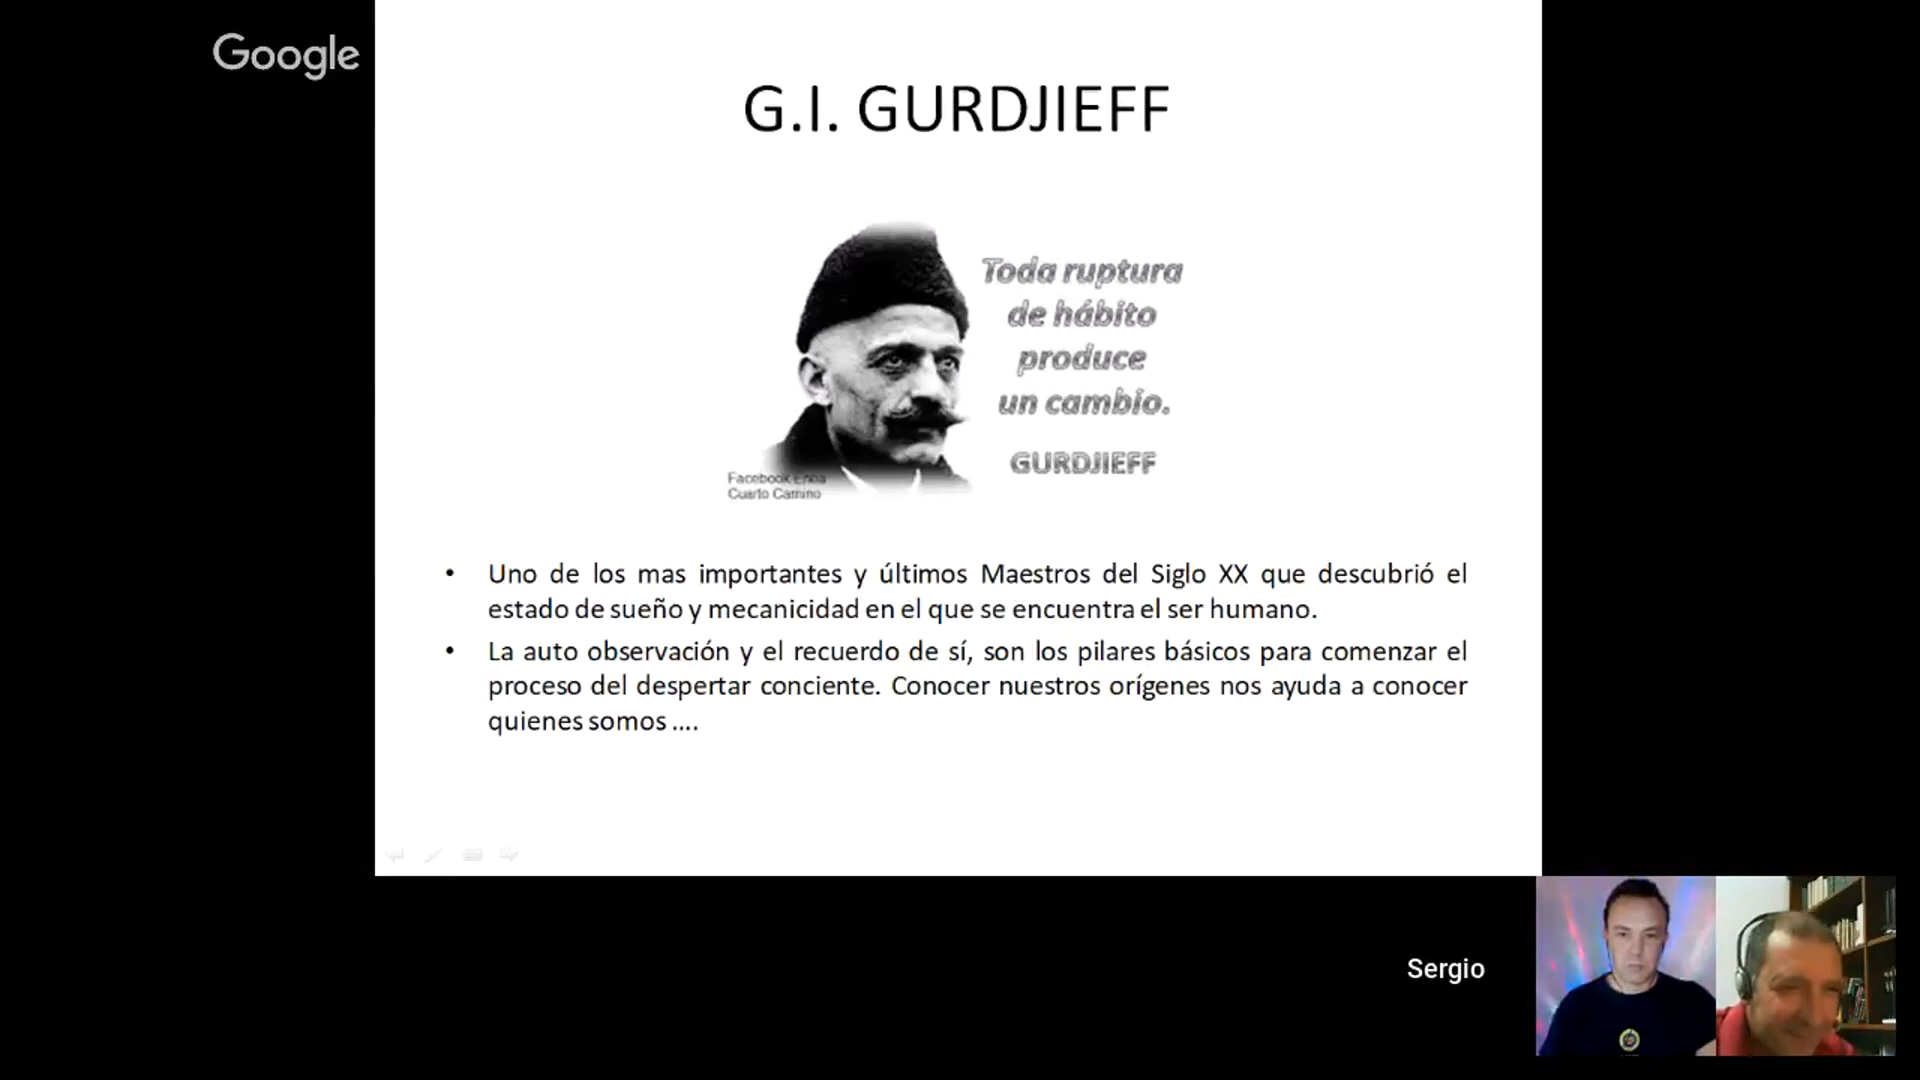 Google
G.I. GURDJIEFF
Toda ruptura
de hábito
produce
un cambio.
GURDJIEFF
Facebook Enea
Cuarto Camino
• Uno de los mas importantes y últimos Maestros del Siglo XX que descubrió el
estado de sueño y mecanicidad en el que se encuentra el ser humano.
• La auto observación y el recuerdo de sí, son los pilares básicos para comenzar el
proceso del despertar conciente. Conocer nuestros orígenes nos ayuda a conocer
quienes somos ....
Sergio